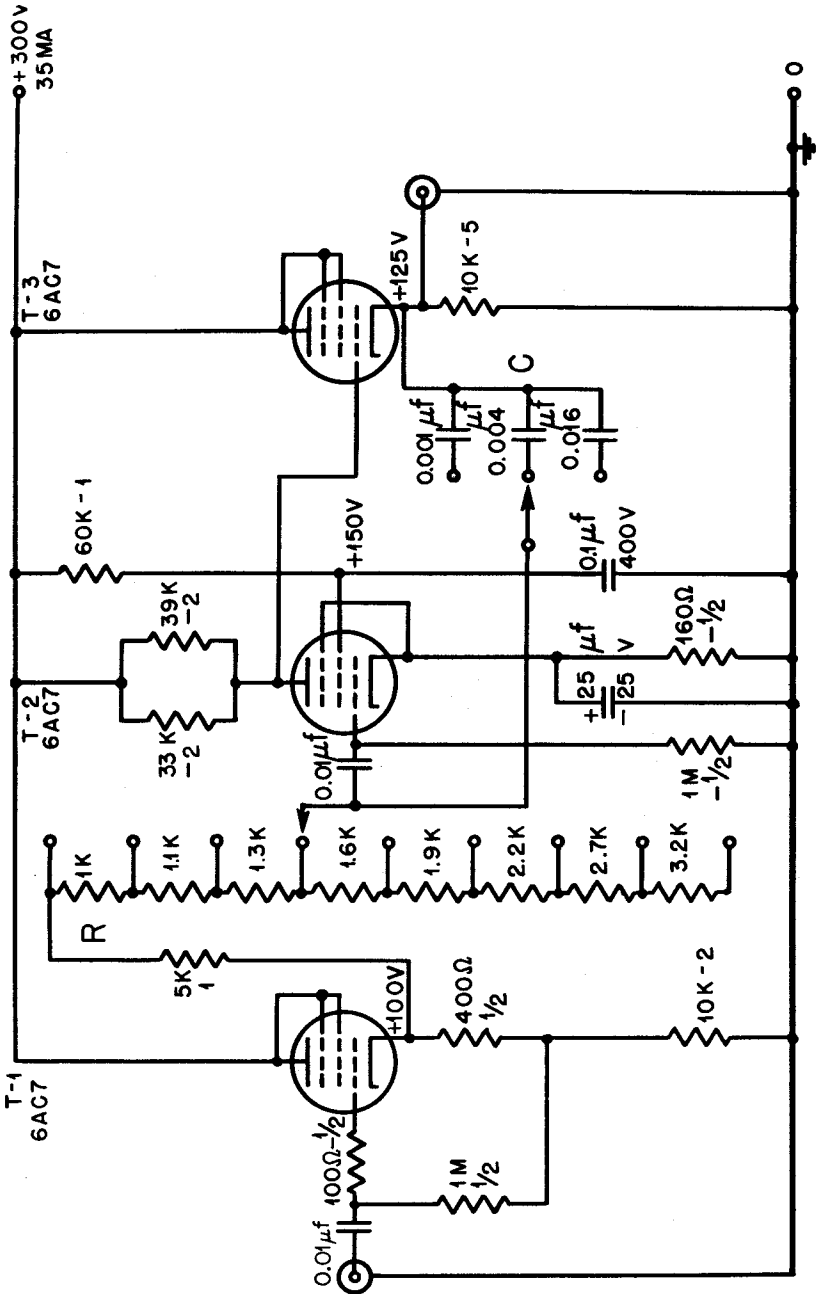 +300V
35MA
T-3
6AC7
T-2
6AC7
T-1
6AC7
60K-1
39K
-2
33K
-2
+125V
10K-5
C
0.001 µf
0.004 µf
0.016 µf
+150V
0.1µf
400V
0.01µf
µf
V
+25
-25
160Ω
-1/2
1M
-1/2
R
1K
1.1K
1.3K
1.6K
1.9K
2.2K
2.7K
3.2K
5K
1
+100V
400Ω
1/2
10K-2
100Ω-1/2
1M
1/2
0.01µf
0